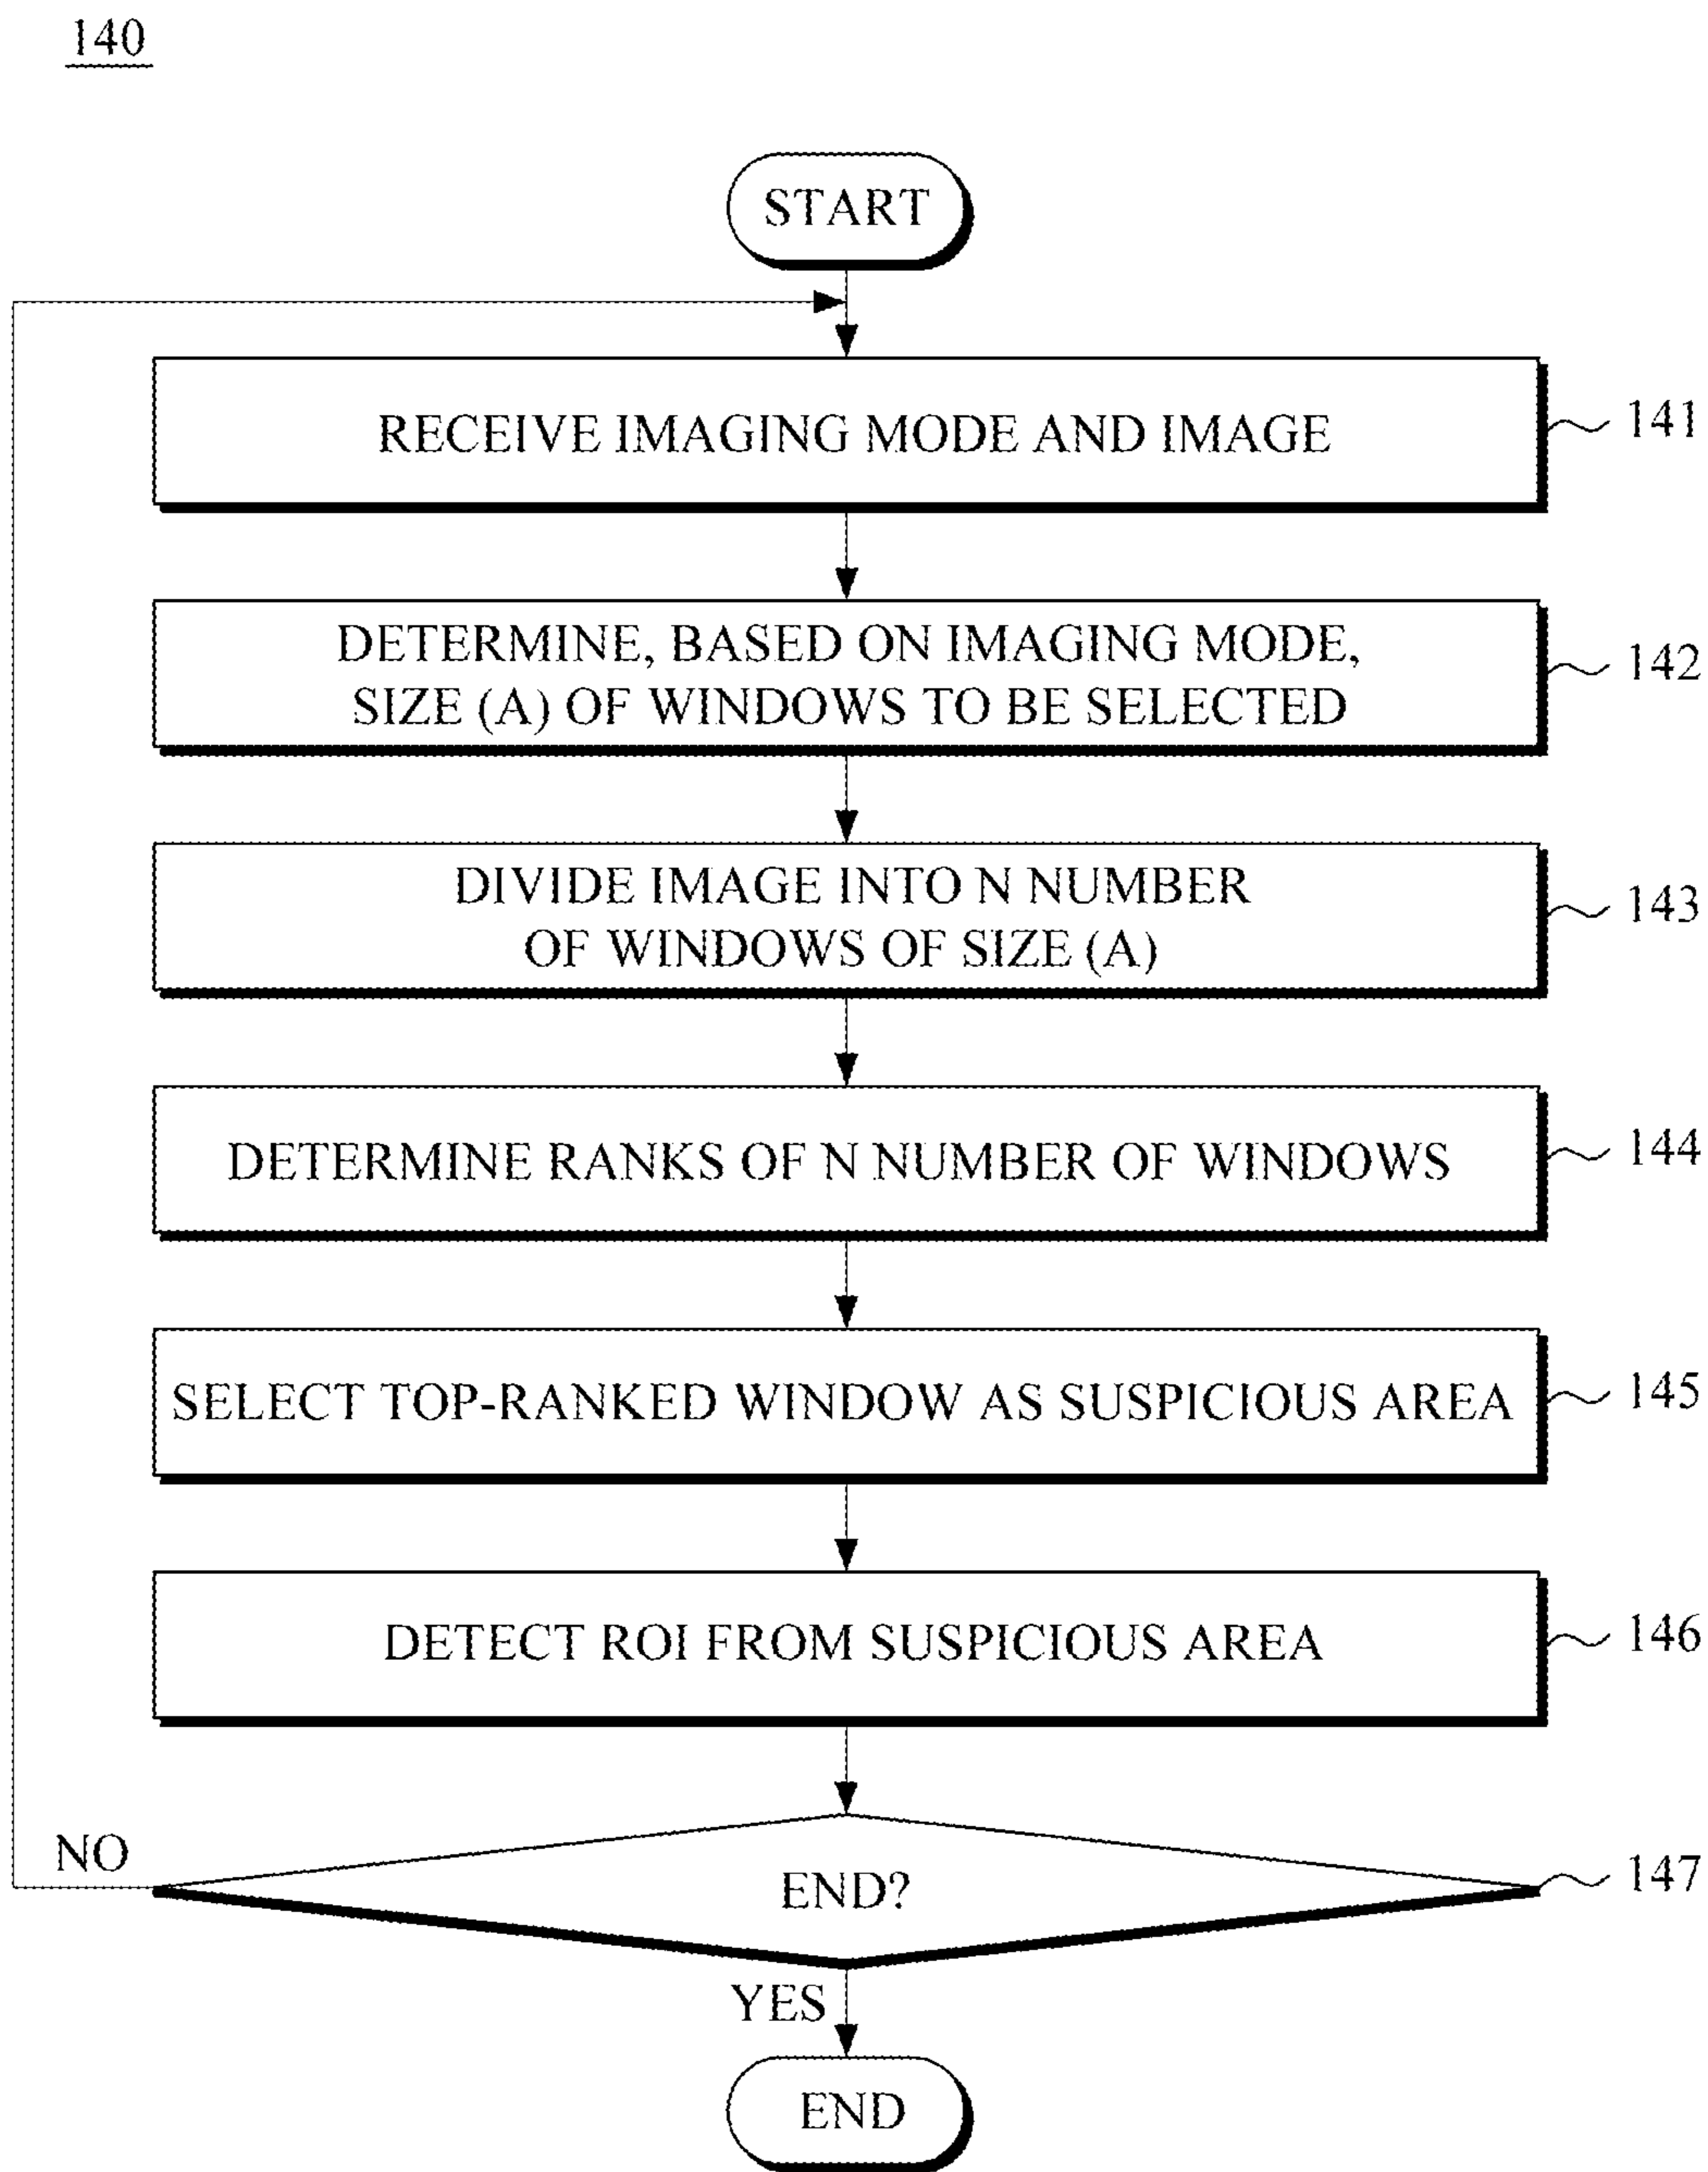 140
START
RECEIVE IMAGING MODE AND IMAGE
141
DETERMINE, BASED ON IMAGING MODE,
SIZE (A) OF WINDOWS TO BE SELECTED
142
DIVIDE IMAGE INTO N NUMBER
OF WINDOWS OF SIZE (A)
143
DETERMINE RANKS OF N NUMBER OF WINDOWS
144
SELECT TOP-RANKED WINDOW AS SUSPICIOUS AREA
145
DETECT ROI FROM SUSPICIOUS AREA
146
NO
END?
147
YES
END